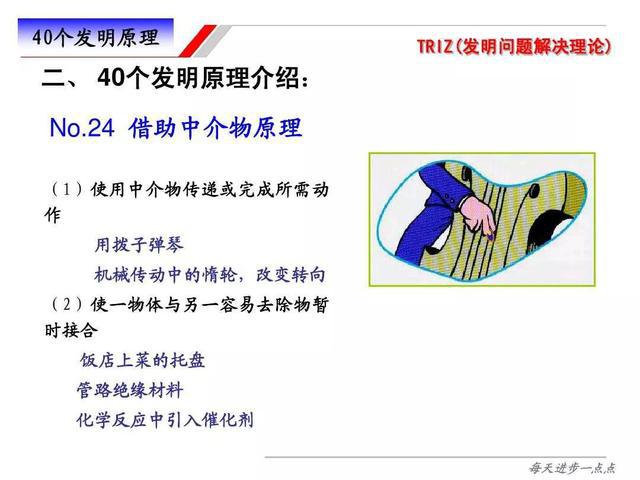 40个发明原理
TRIZ(发明问题解决理论)
二、 40个发明原理介绍：
No.24 借助中介物原理
（1）使用中介物传递或完成所需动
作
用拨子弹琴
机械传动中的惰轮，改变转向
（2）使一物体与另一容易去除物暂
时接合
饭店上菜的托盘
管路绝缘材料
化学反应中引入催化剂
每天进步一点点